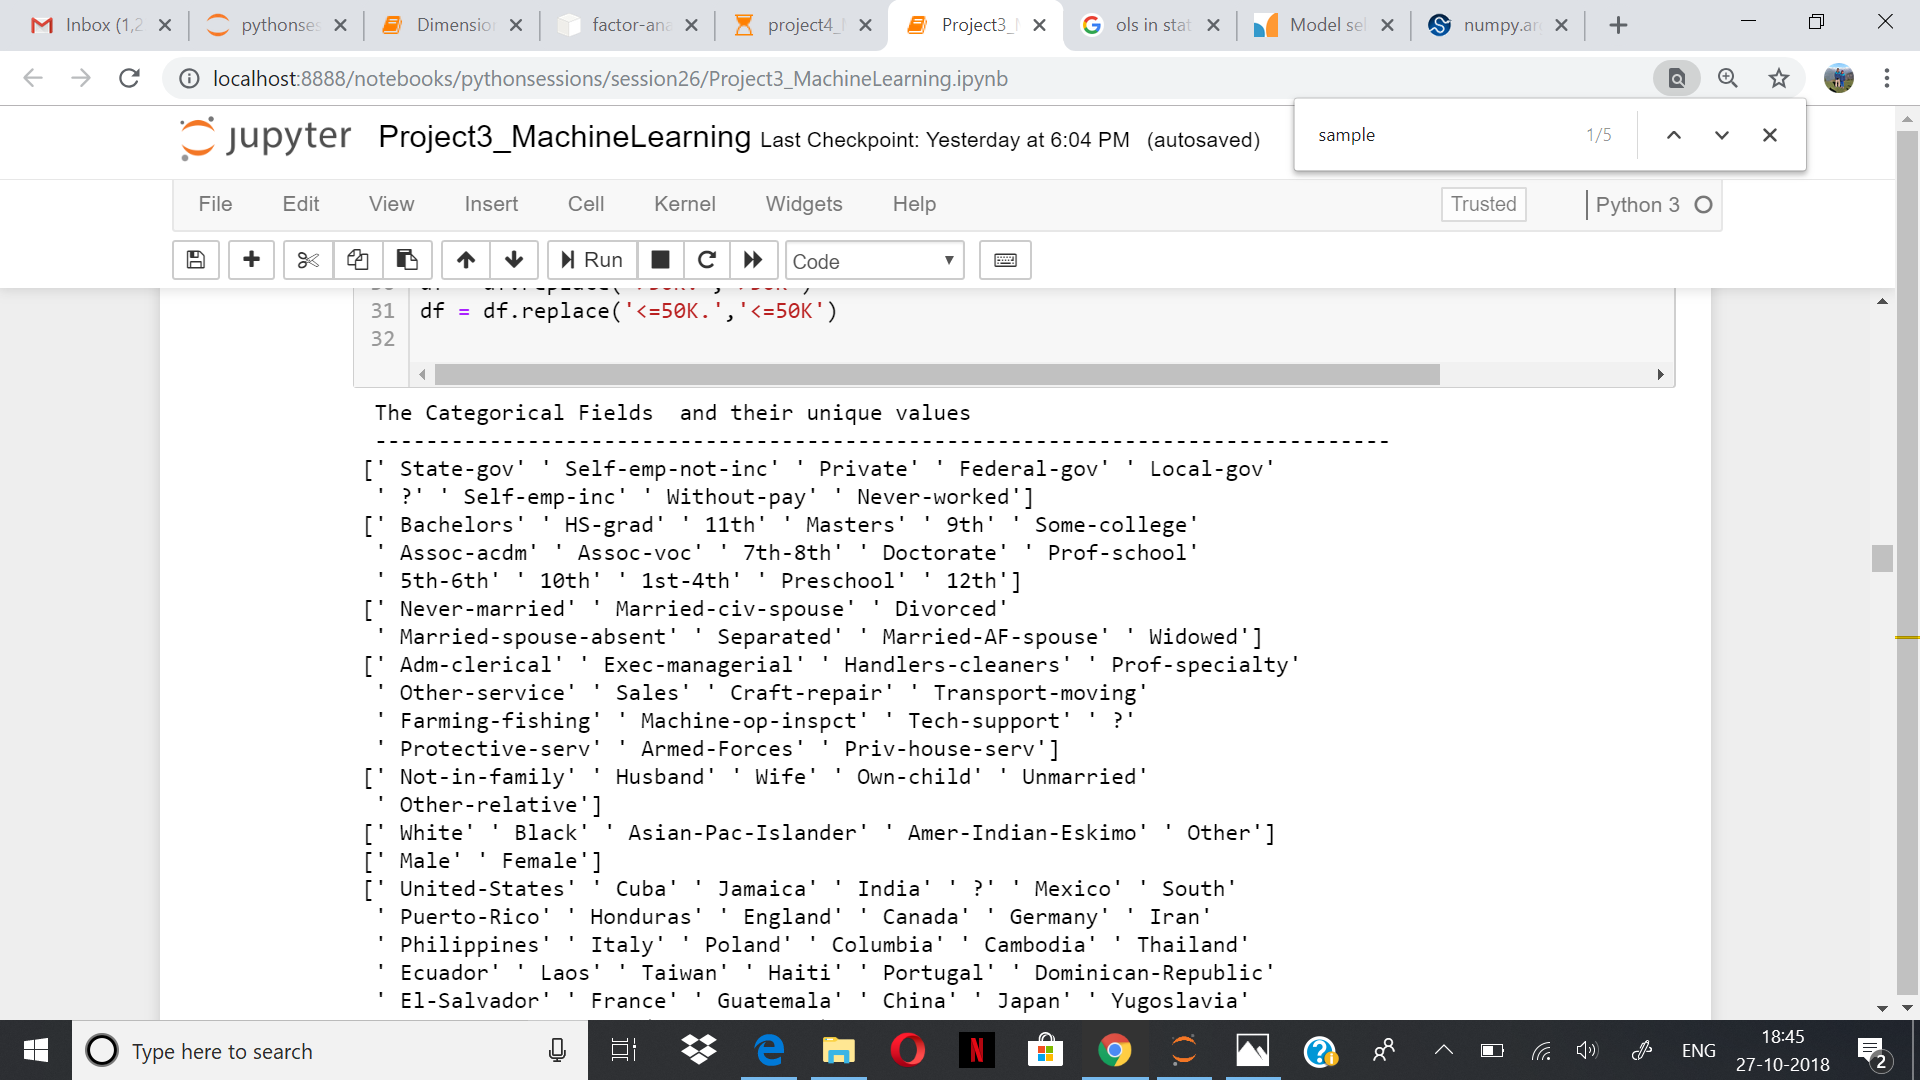 Inbox (1,2
pythonses
Dimension
factor-ana
project4_
Project3_
ols in stat
Model sel
numpy.ar
localhost:8888/notebooks/pythonsessions/session26/Project3_MachineLearning.ipynb
sample 1/5
jupyter Project3_MachineLearning Last Checkpoint: Yesterday at 6:04 PM (autosaved)
File Edit View Insert Cell Kernel Widgets Help Trusted Python 3
Run Code
31 df = df.replace('<=50K.','<=50K')
32
The Categorical Fields  and their unique values
--------------------------------------------------------------------------------
[' State-gov' ' Self-emp-not-inc' ' Private' ' Federal-gov' ' Local-gov'
' ?' ' Self-emp-inc' ' Without-pay' ' Never-worked']
[' Bachelors' ' HS-grad' ' 11th' ' Masters' ' 9th' ' Some-college'
' Assoc-acdm' ' Assoc-voc' ' 7th-8th' ' Doctorate' ' Prof-school'
' 5th-6th' ' 10th' ' 1st-4th' ' Preschool' ' 12th']
[' Never-married' ' Married-civ-spouse' ' Divorced'
' Married-spouse-absent' ' Separated' ' Married-AF-spouse' ' Widowed']
[' Adm-clerical' ' Exec-managerial' ' Handlers-cleaners' ' Prof-specialty'
' Other-service' ' Sales' ' Craft-repair' ' Transport-moving'
' Farming-fishing' ' Machine-op-inspct' ' Tech-support' ' ?'
' Protective-serv' ' Armed-Forces' ' Priv-house-serv']
[' Not-in-family' ' Husband' ' Wife' ' Own-child' ' Unmarried'
' Other-relative']
[' White' ' Black' ' Asian-Pac-Islander' ' Amer-Indian-Eskimo' ' Other']
[' Male' ' Female']
[' United-States' ' Cuba' ' Jamaica' ' India' ' ?' ' Mexico' ' South'
' Puerto-Rico' ' Honduras' ' England' ' Canada' ' Germany' ' Iran'
' Philippines' ' Italy' ' Poland' ' Columbia' ' Cambodia' ' Thailand'
' Ecuador' ' Laos' ' Taiwan' ' Haiti' ' Portugal' ' Dominican-Republic'
' El-Salvador' ' France' ' Guatemala' ' China' ' Japan' ' Yugoslavia'
Type here to search
ENG
18:45
27-10-2018
2